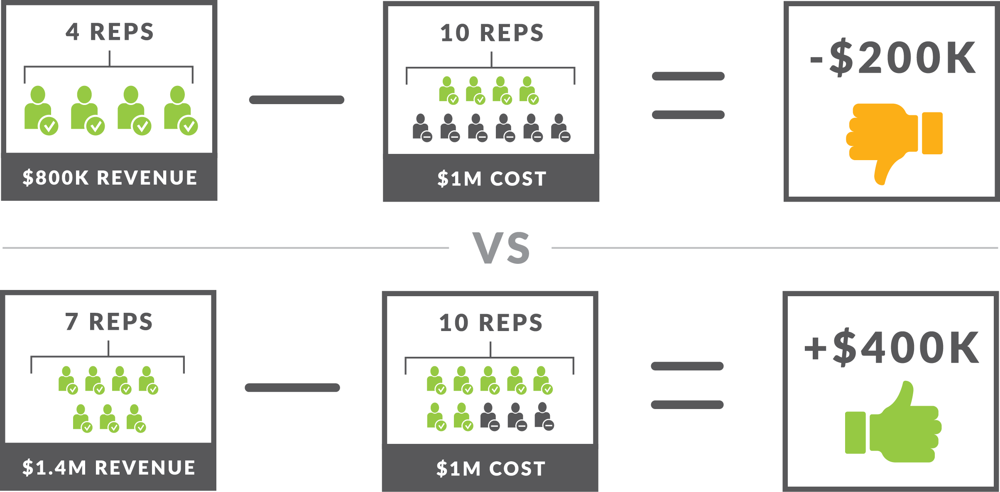 4 REPS
$800K REVENUE
10 REPS
$1M COST
-$200K
VS
7 REPS
$1.4M REVENUE
10 REPS
$1M COST
+$400K